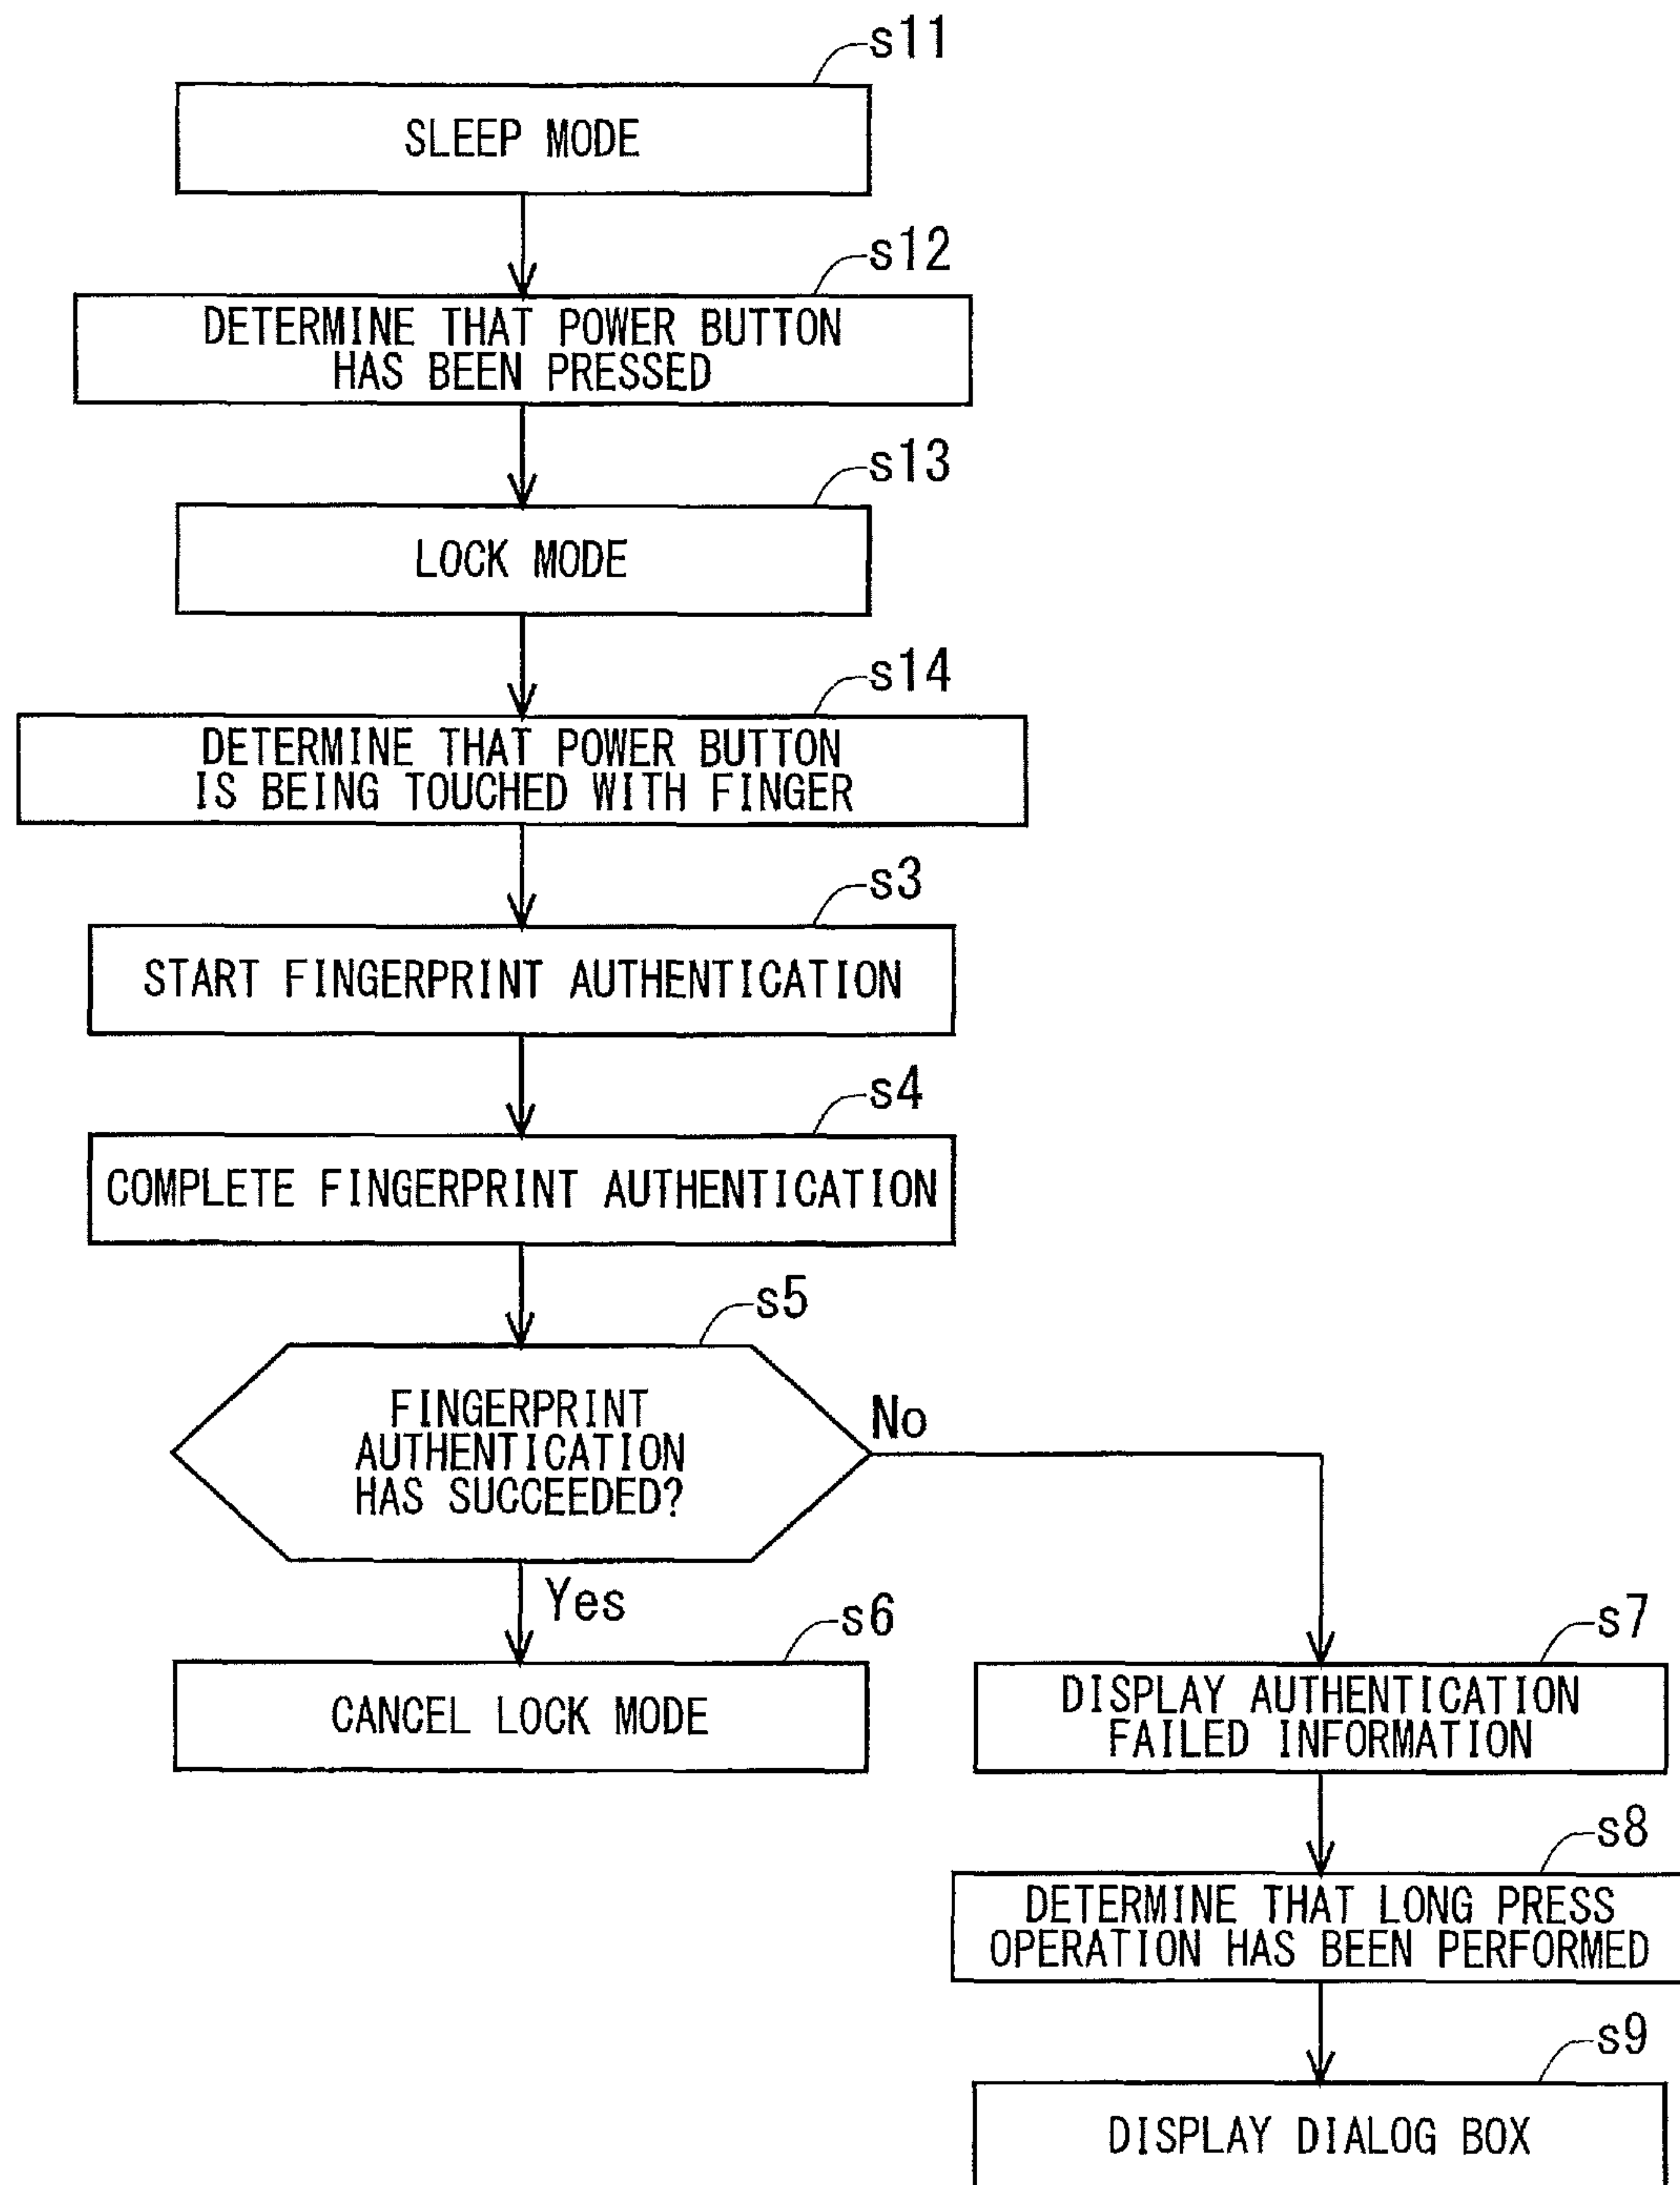 s11
SLEEP MODE
s12
DETERMINE THAT POWER BUTTON
HAS BEEN PRESSED
s13
LOCK MODE
s14
DETERMINE THAT POWER BUTTON
IS BEING TOUCHED WITH FINGER
s3
START FINGERPRINT AUTHENTICATION
s4
COMPLETE FINGERPRINT AUTHENTICATION
s5
FINGERPRINT
AUTHENTICATION
HAS SUCCEEDED?
No
Yes
s6
CANCEL LOCK MODE
s7
DISPLAY AUTHENTICATION
FAILED INFORMATION
s8
DETERMINE THAT LONG PRESS
OPERATION HAS BEEN PERFORMED
s9
DISPLAY DIALOG BOX